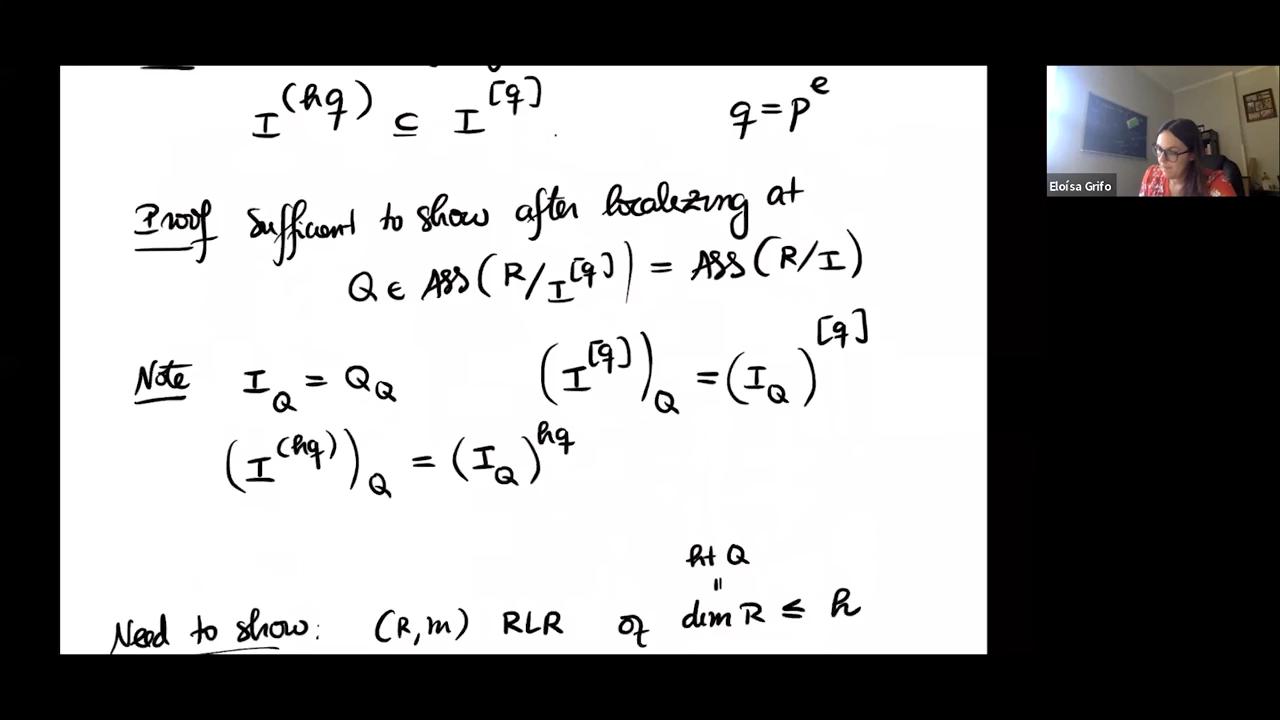 I^(hq) ⊆ I^[q]. q = p^e
Proof Sufficient to show after localizing at
Q ∈ Ass(R/I^[q]) = Ass(R/I)
Note I_Q = Q_Q (I^[q])_Q = (I_Q)^[q]
(I^(hq))_Q = (I_Q)^hq
ht Q
=
Need to show: (R,m) RLR of dim R ≤ h
Eloísa Grifo